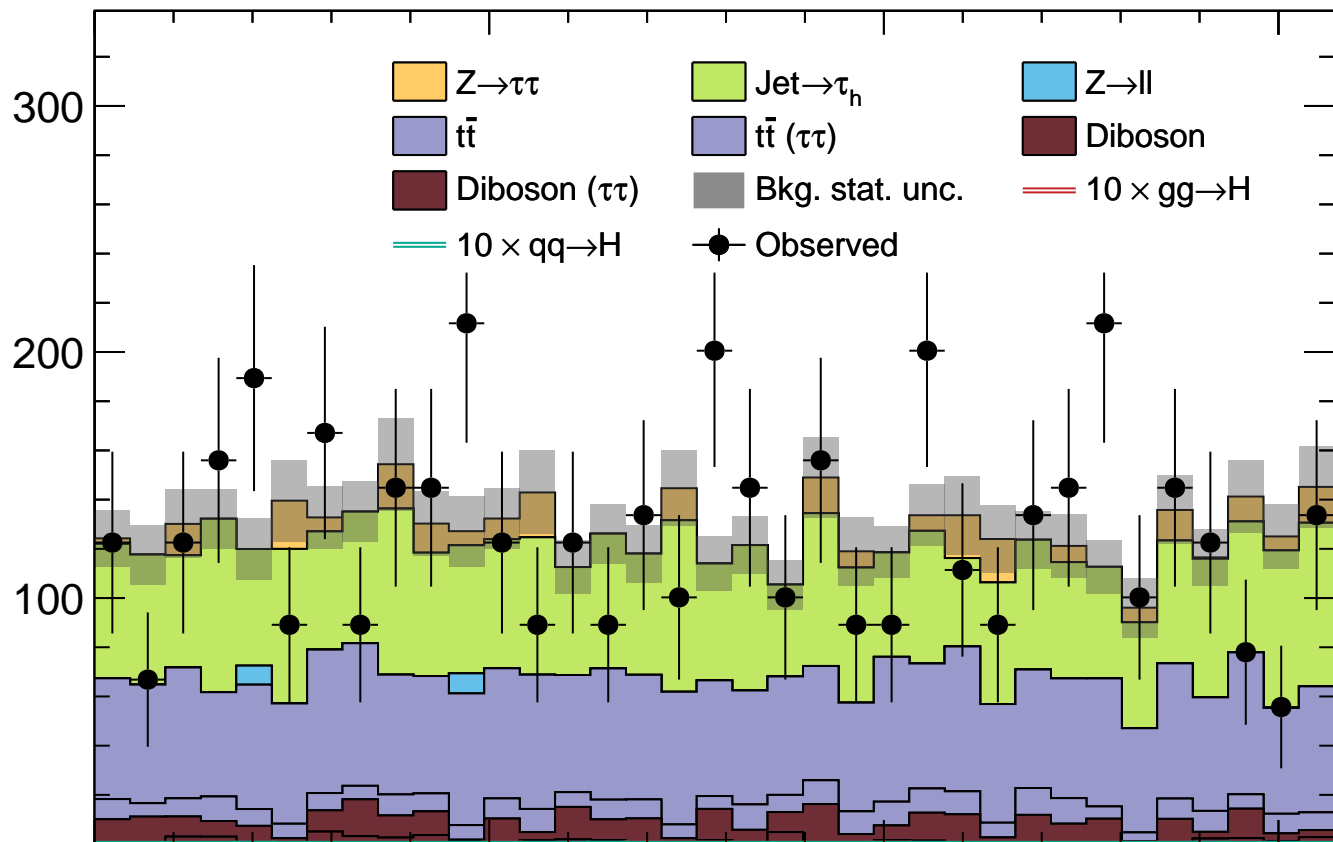 300
200
100
Z→ττ Jet→τₕ Z→ll
tt̄ tt̄ (ττ) Diboson
Diboson (ττ) Bkg. stat. unc. 10 × gg→H
10 × qq→H Observed